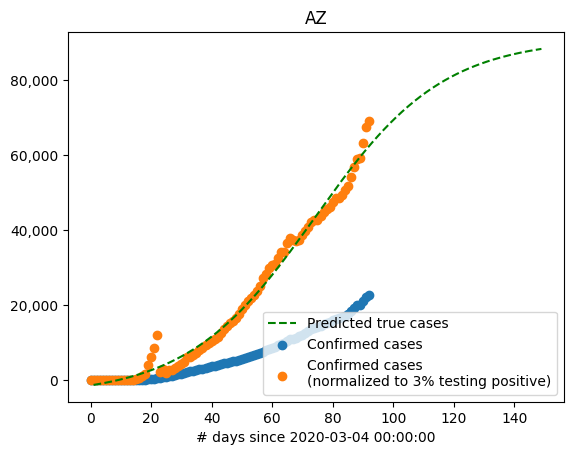 AZ
80,000
60,000
40,000
20,000
0
Predicted true cases
Confirmed cases
Confirmed cases
(normalized to 3% testing positive)
0 20 40 60 80 100 120 140
# days since 2020-03-04 00:00:00